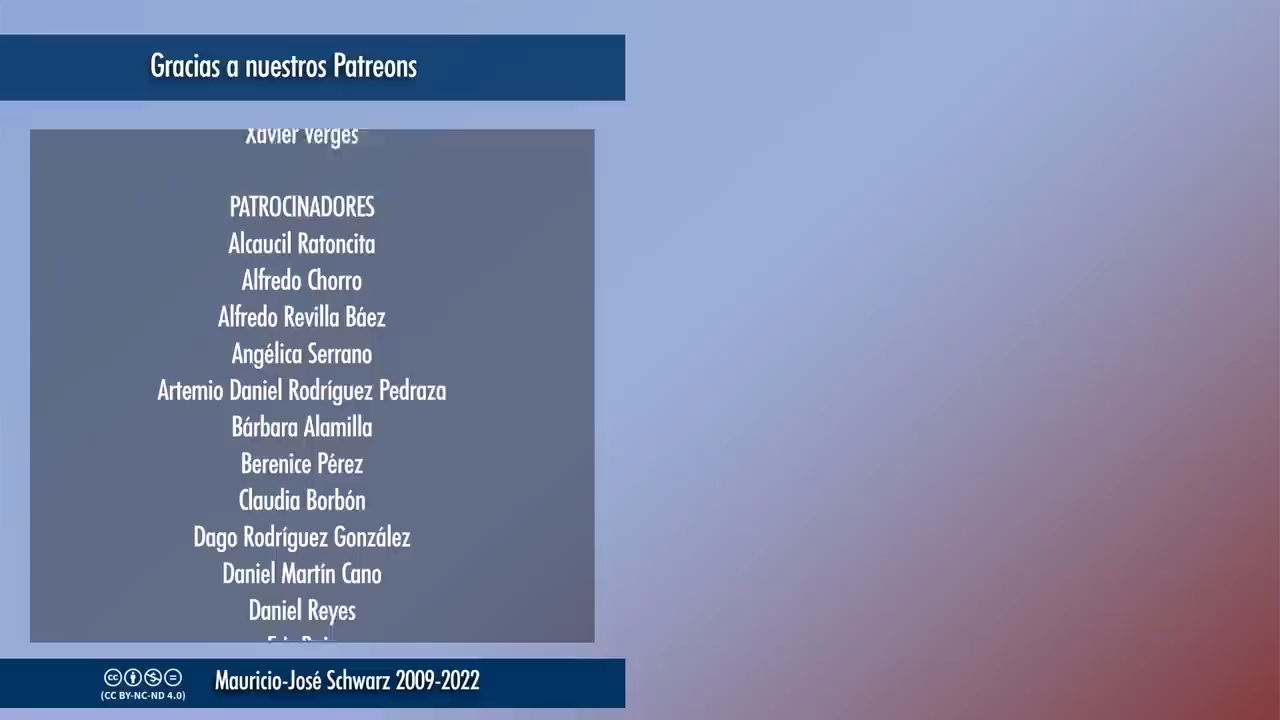 Gracias a nuestros Patreons
Xavier Verges
PATROCINADORES
Alcaucil Ratoncita
Alfredo Chorro
Alfredo Revilla Báez
Angélica Serrano
Artemio Daniel Rodríguez Pedraza
Bárbara Alamilla
Berenice Pérez
Claudia Borbón
Dago Rodríguez González
Daniel Martín Cano
Daniel Reyes
Mauricio-José Schwarz 2009-2022
(CC BY-NC-ND 4.0)